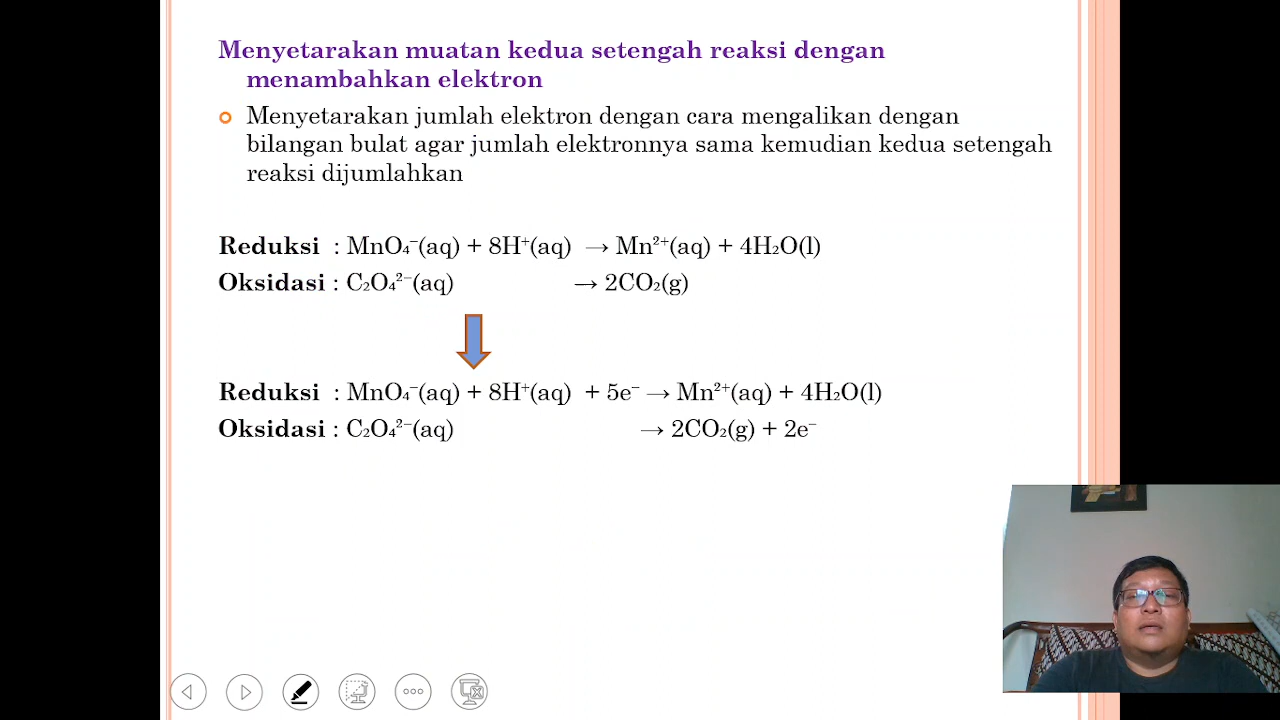 Menyetarakan muatan kedua setengah reaksi dengan
menambahkan elektron
Menyetarakan jumlah elektron dengan cara mengalikan dengan
bilangan bulat agar jumlah elektronnya sama kemudian kedua setengah
reaksi dijumlahkan
Reduksi : MnO₄⁻(aq) + 8H⁺(aq) → Mn²⁺(aq) + 4H₂O(l)
Oksidasi : C₂O₄²⁻(aq) → 2CO₂(g)
Reduksi : MnO₄⁻(aq) + 8H⁺(aq) + 5e⁻ → Mn²⁺(aq) + 4H₂O(l)
Oksidasi : C₂O₄²⁻(aq) → 2CO₂(g) + 2e⁻